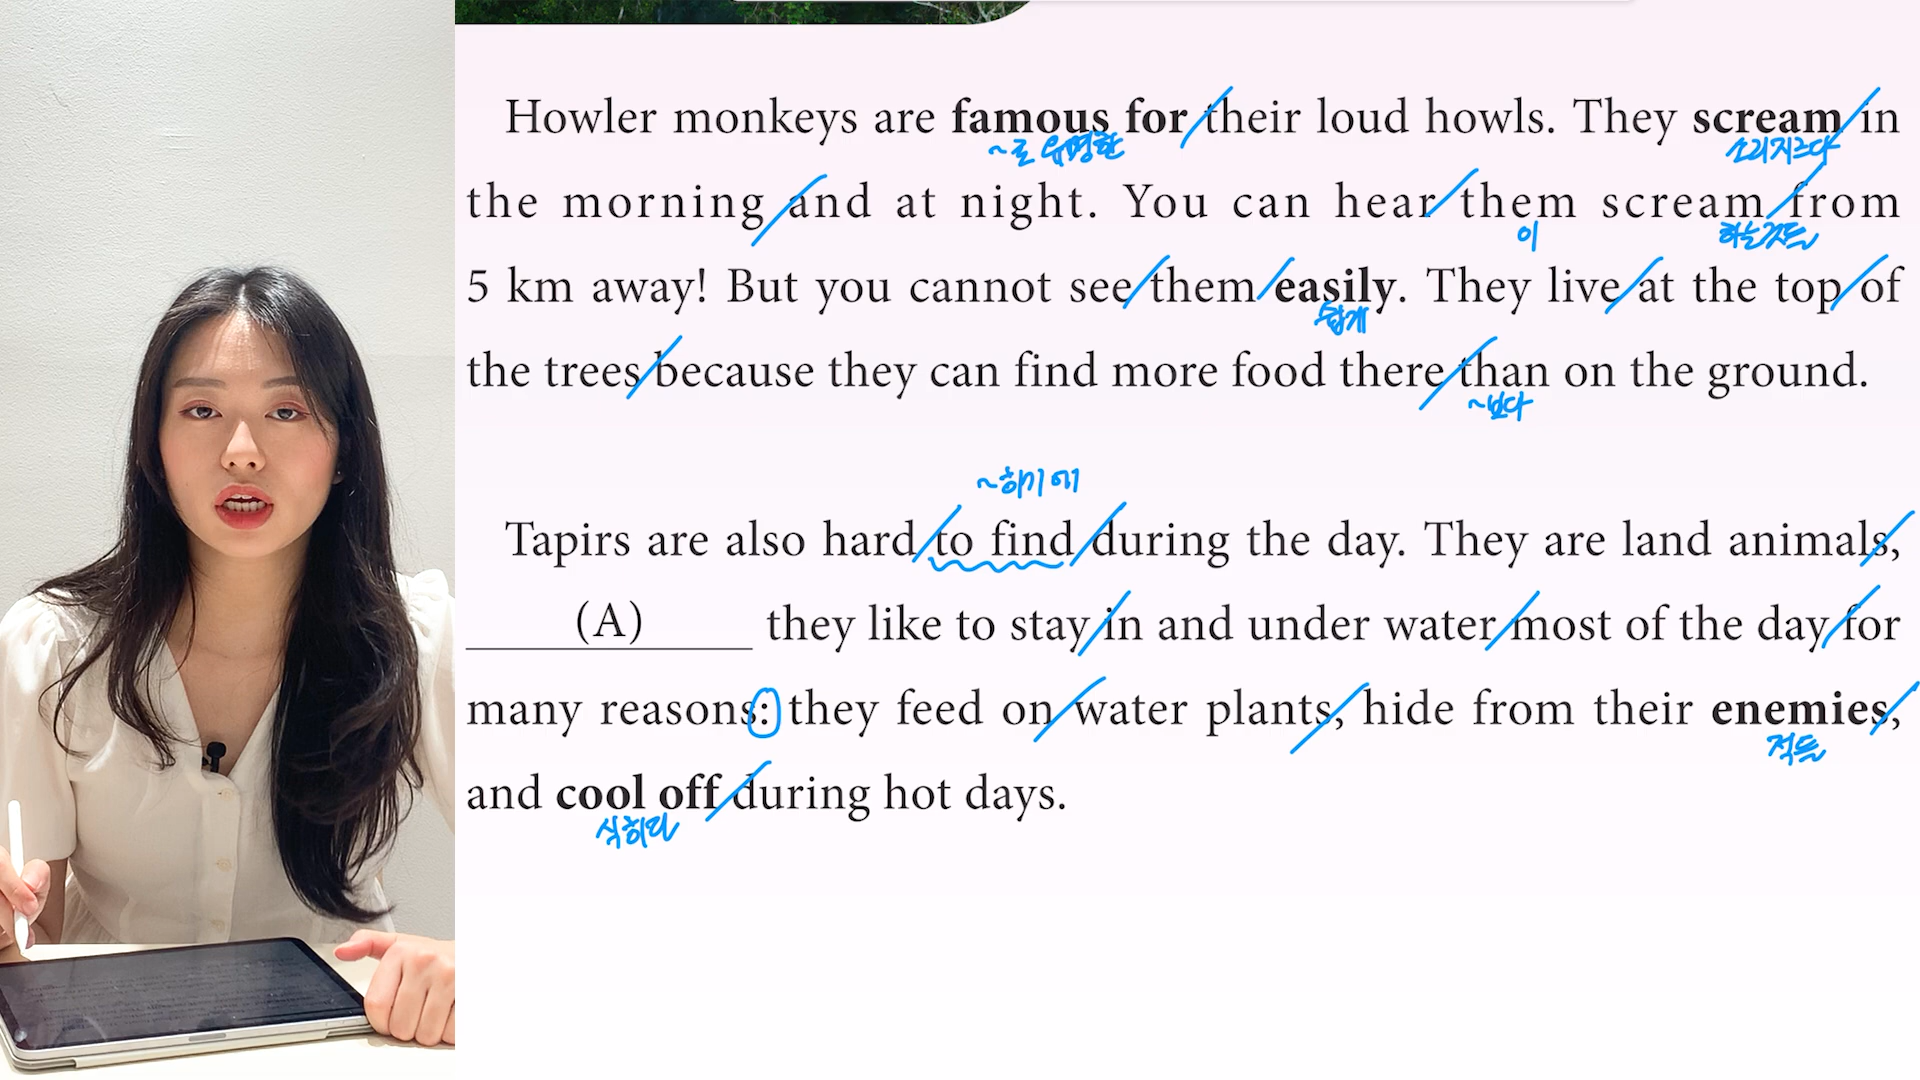 Howler monkeys are famous for their loud howls. They scream in
~로 유명한 소리지르다
the morning and at night. You can hear them scream from
이 하는 것을
5 km away! But you cannot see them easily. They live at the top of
쉽게
the trees because they can find more food there than on the ground.
~보다
~하기에
Tapirs are also hard to find during the day. They are land animals,
(A) they like to stay in and under water most of the day for
many reasons: they feed on water plants, hide from their enemies,
적들
and cool off during hot days.
식히다